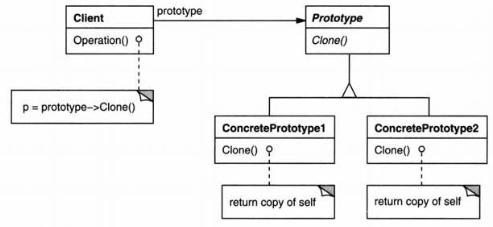 prototype
Client
Operation()
Prototype
Clone()
p = prototype->Clone()
ConcretePrototype1
Clone()
ConcretePrototype2
Clone()
return copy of self
return copy of self